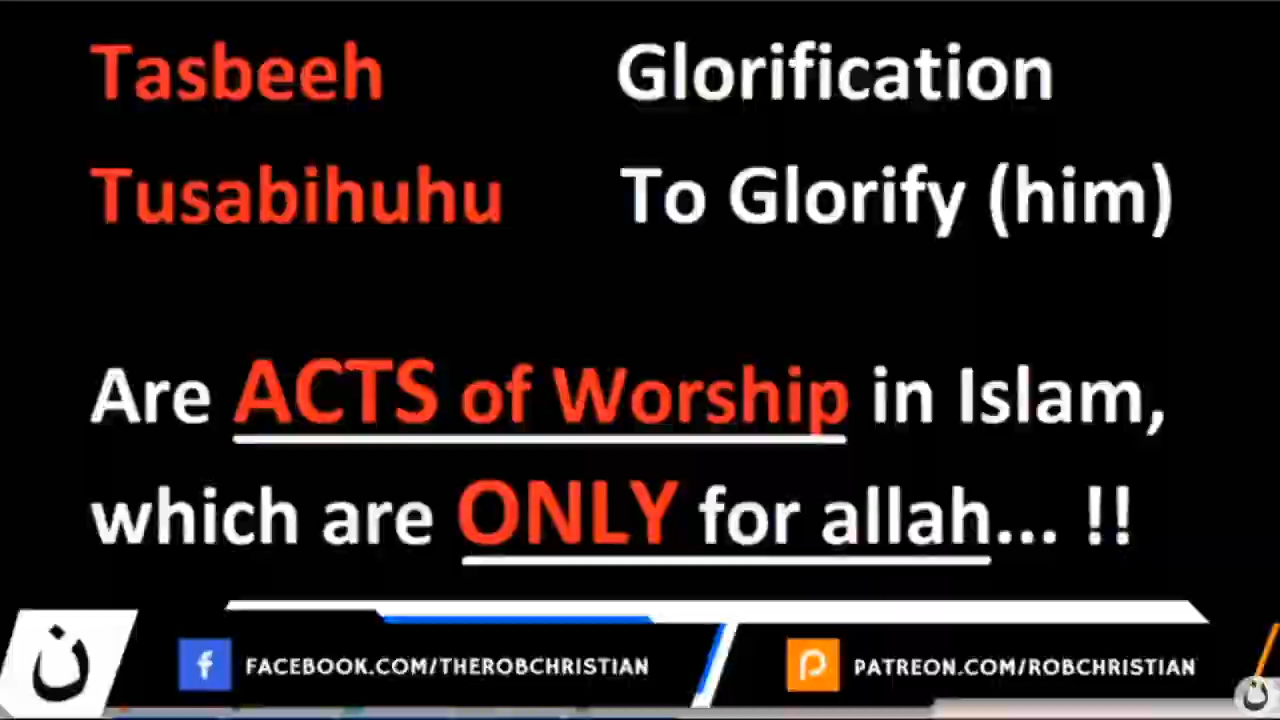 Tasbeeh Glorification
Tusabihuhu To Glorify (him)
Are ACTS of Worship in Islam,
which are ONLY for allah... !!
ن FACEBOOK.COM/THEROBCHRISTIAN PATREON.COM/ROBCHRISTIAN ن